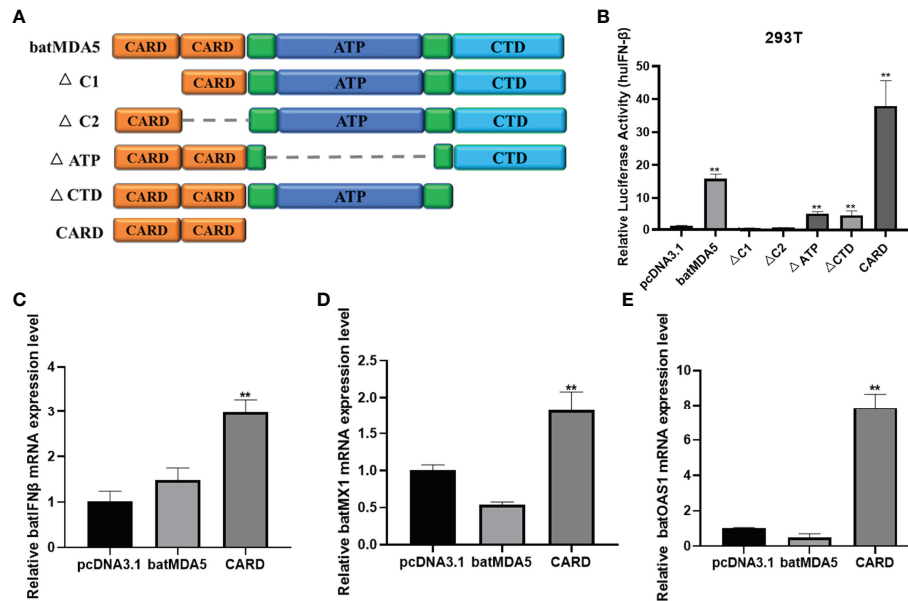 A
batMDA5 CARD CARD ATP CTD
△ C1 CARD ATP CTD
△ C2 CARD ATP CTD
△ ATP CARD CARD CTD
△ CTD CARD CARD ATP
CARD CARD CARD
B
293T
Relative Luciferase Activity (huIFN-β)
50
40
30
20
10
0
** ** ** **
pcDNA3.1 batMDA5 △C1 △C2 △ATP △CTD CARD
C
Relative batIFNβ mRNA expression level
4
3
2
1
0
**
pcDNA3.1 batMDA5 CARD
D
Relative batMX1 mRNA expression level
2.5
2.0
1.5
1.0
0.5
0.0
**
pcDNA3.1 batMDA5 CARD
E
Relative batOAS1 mRNA expression level
10
8
6
4
2
0
**
pcDNA3.1 batMDA5 CARD